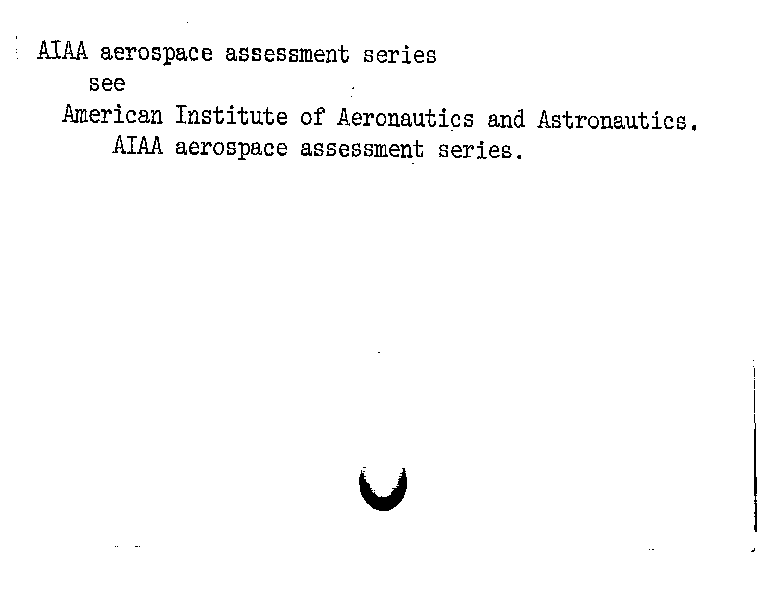 AIAA aerospace assessment series
see
American Institute of Aeronautics and Astronautics.
AIAA aerospace assessment series.